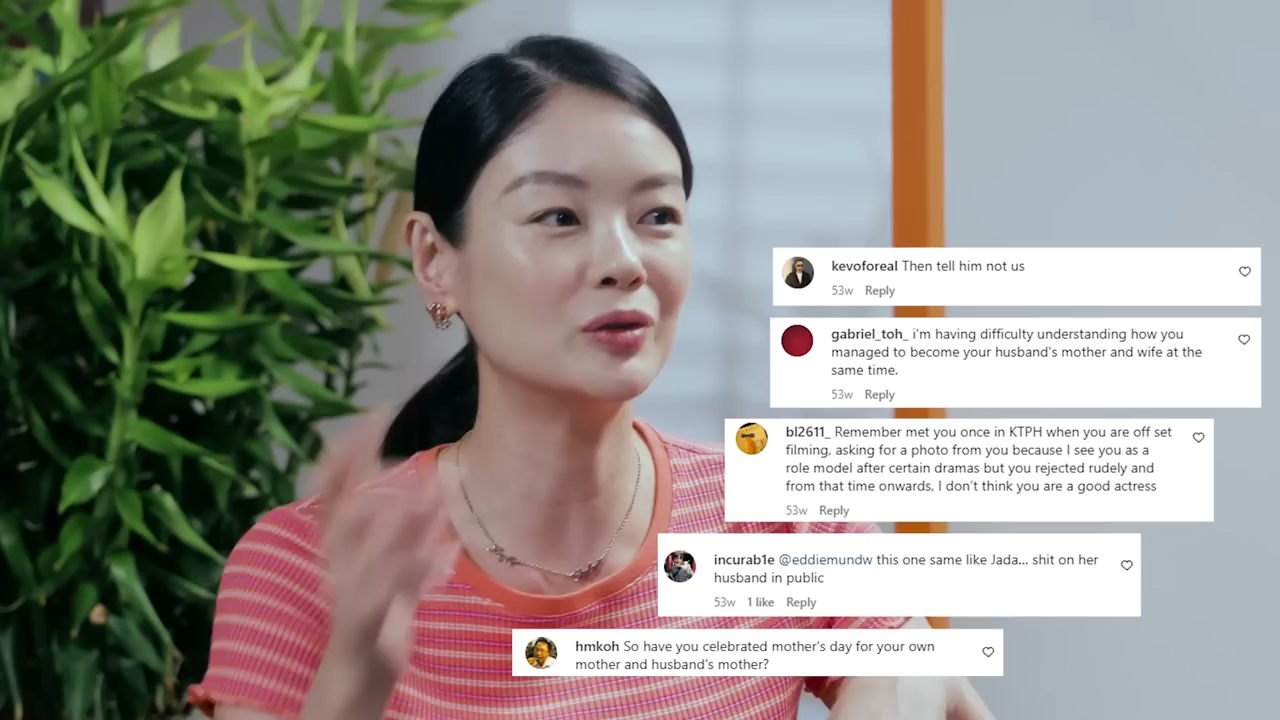 kevoforeal Then tell him not us
53w Reply
gabriel_toh_ i'm having difficulty understanding how you
managed to become your husband's mother and wife at the
same time.
53w Reply
bl2611_ Remember met you once in KTPH when you are off set
filming, asking for a photo from you because I see you as a
role model after certain dramas but you rejected rudely and
from that time onwards, I don't think you are a good actress
53w Reply
incurab1e @eddiemundw this one same like Jada... shit on her
husband in public
53w 1 like Reply
hmkoh So have you celebrated mother's day for your own
mother and husband's mother?